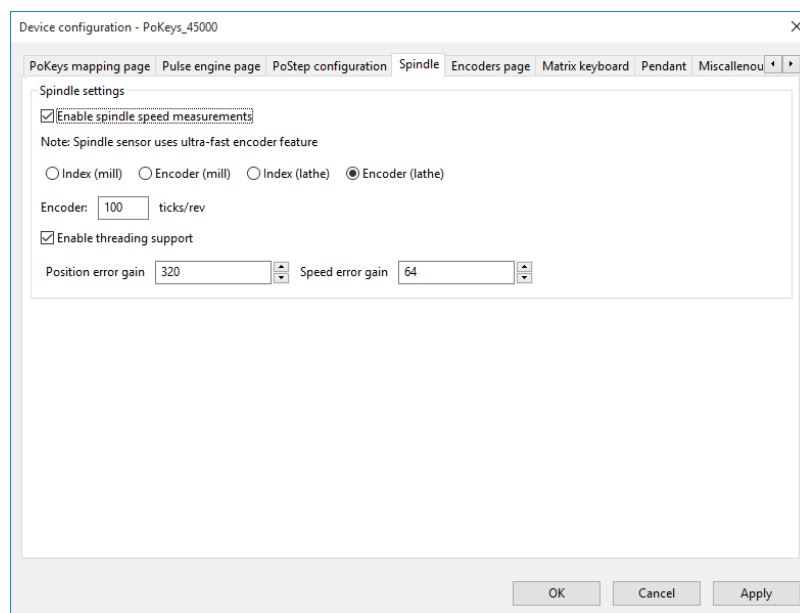 Device configuration - PoKeys_45000
PoKeys mapping page Pulse engine page PoStep configuration Spindle Encoders page Matrix keyboard Pendant Miscallenou
Spindle settings
Enable spindle speed measurements
Note: Spindle sensor uses ultra-fast encoder feature
Index (mill) Encoder (mill) Index (lathe) Encoder (lathe)
Encoder: 100 ticks/rev
Enable threading support
Position error gain 320 Speed error gain 64
OK Cancel Apply